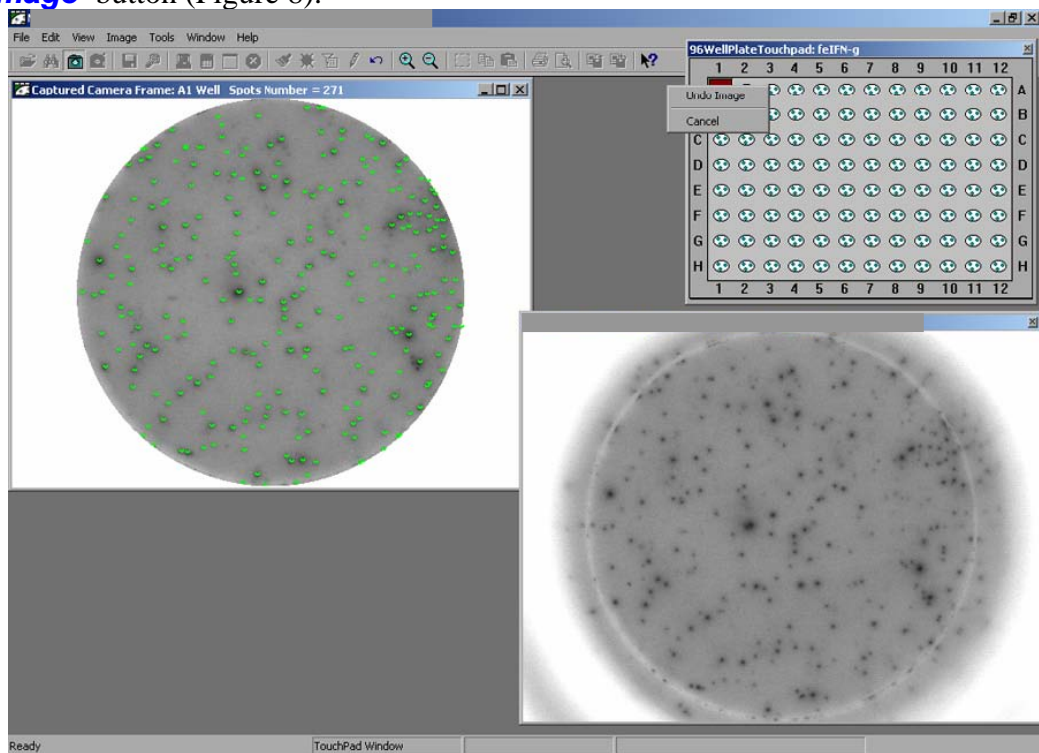 mage" button (Figure 8).
File Edit View Image Tools Window Help
Captured Camera Frame: A1 Well Spots Number = 271
96WellPlateTouchpad: feIFN-g
1 2 3 4 5 6 7 8 9 10 11 12
A
Undo Image
B
Cancel
C C
D D
E E
F F
G G
H H
1 2 3 4 5 6 7 8 9 10 11 12
Ready TouchPad Window